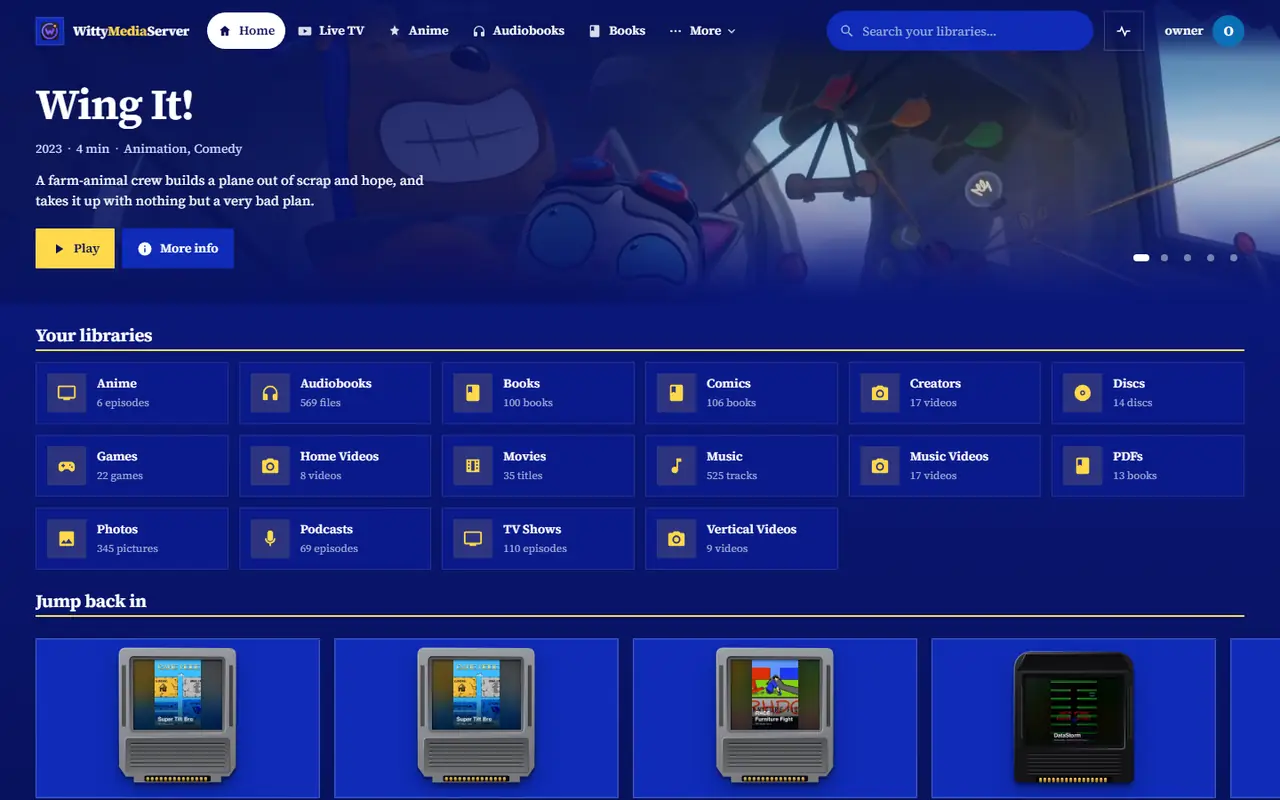 WittyMediaServer
Home
Live TV
Anime
Audiobooks
Books
More
Search your libraries...
owner
O
Wing It!
2023 · 4 min · Animation, Comedy
A farm-animal crew builds a plane out of scrap and hope, and
takes it up with nothing but a very bad plan.
Play
More info
Your libraries
Anime
6 episodes
Audiobooks
569 files
Books
100 books
Comics
106 books
Creators
17 videos
Discs
14 discs
Games
22 games
Home Videos
8 videos
Movies
35 titles
Music
525 tracks
Music Videos
17 videos
PDFs
13 books
Photos
345 pictures
Podcasts
69 episodes
TV Shows
110 episodes
Vertical Videos
9 videos
Jump back in
Super Tilt Bro
Super Tilt Bro
Furniture Fight
DataStorm